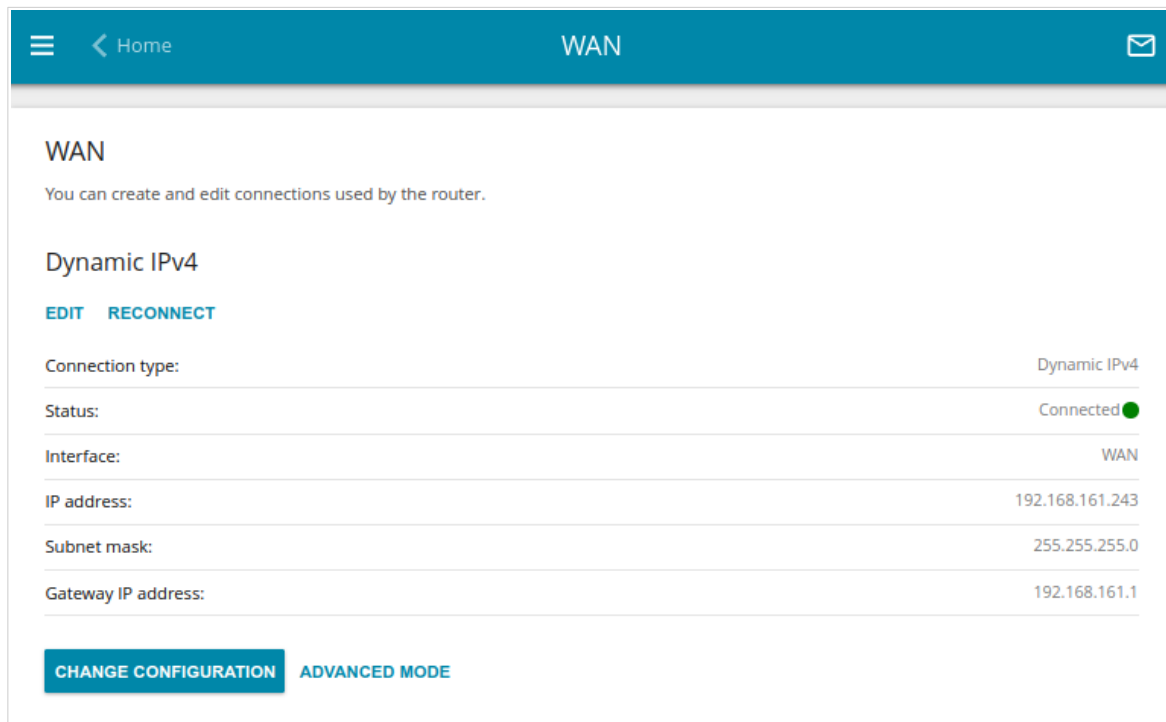 Home WAN
WAN
You can create and edit connections used by the router.
Dynamic IPv4
EDIT RECONNECT
Connection type: Dynamic IPv4
Status: Connected
Interface: WAN
IP address: 192.168.161.243
Subnet mask: 255.255.255.0
Gateway IP address: 192.168.161.1
CHANGE CONFIGURATION ADVANCED MODE